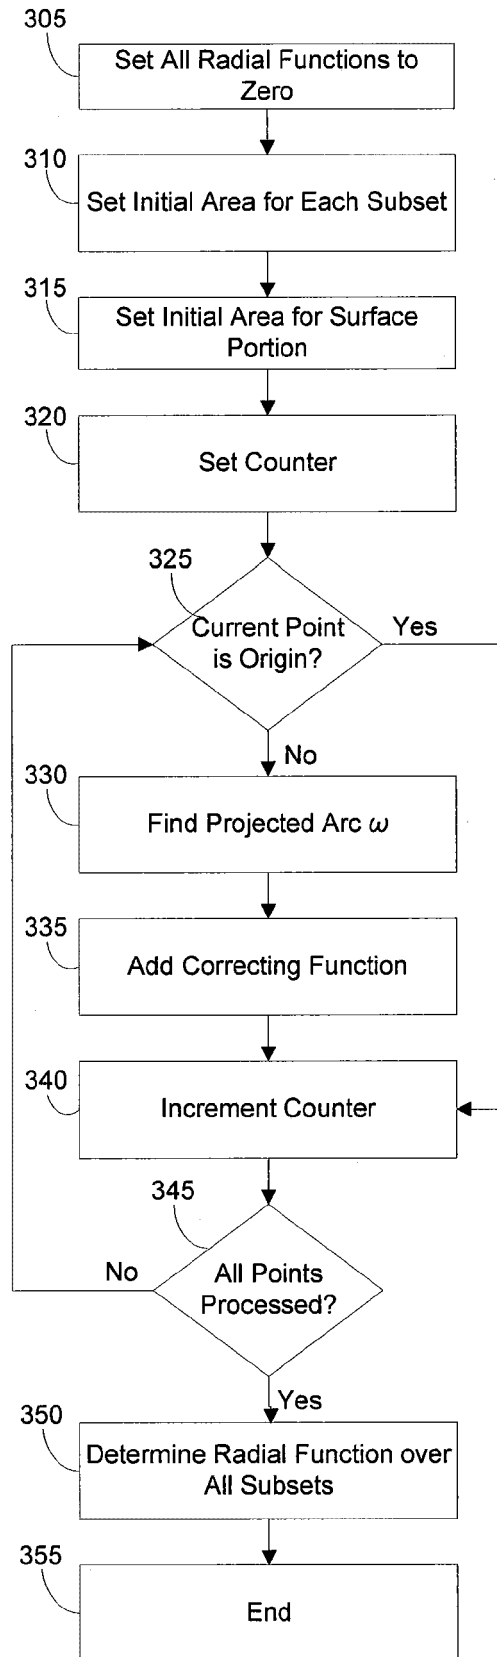 305
Set All Radial Functions to
Zero
310
Set Initial Area for Each Subset
315
Set Initial Area for Surface
Portion
320
Set Counter
325
Current Point
is Origin?
Yes
No
330
Find Projected Arc ω
335
Add Correcting Function
340
Increment Counter
345
All Points
Processed?
No
Yes
350
Determine Radial Function over
All Subsets
355
End